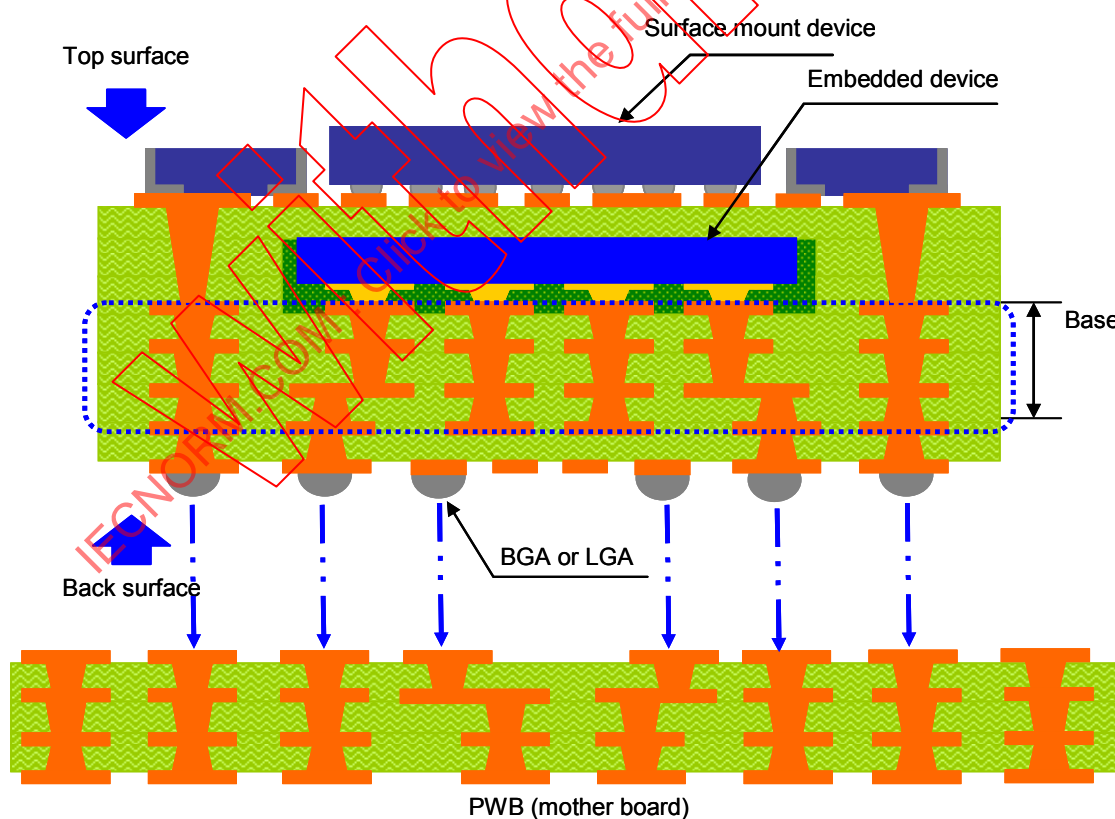 Top surface
Surface mount device
Embedded device
Base
BGA or LGA
Back surface
PWB (mother board)
IECNORM.COM : Click to view the full